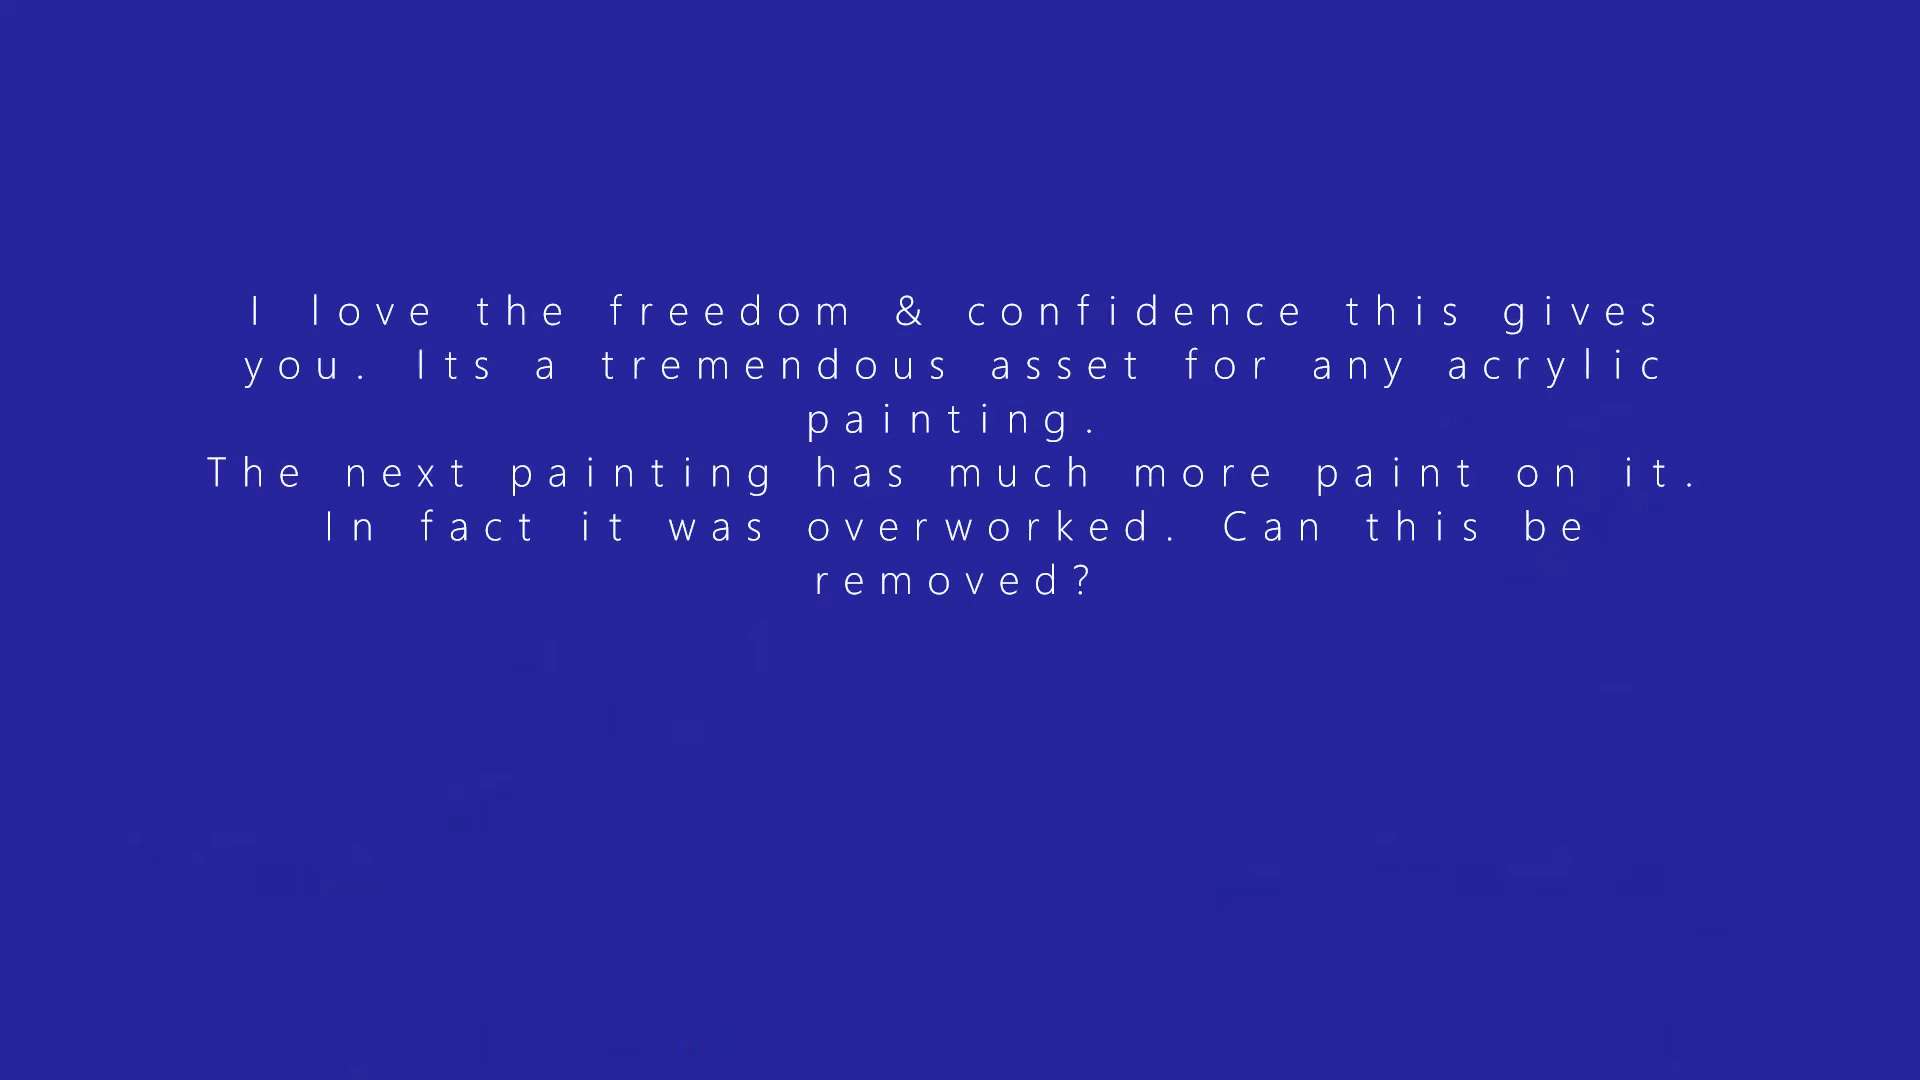 I love the freedom & confidence this gives
you. Its a tremendous asset for any acrylic
painting.
The next painting has much more paint on it.
In fact it was overworked. Can this be
removed?